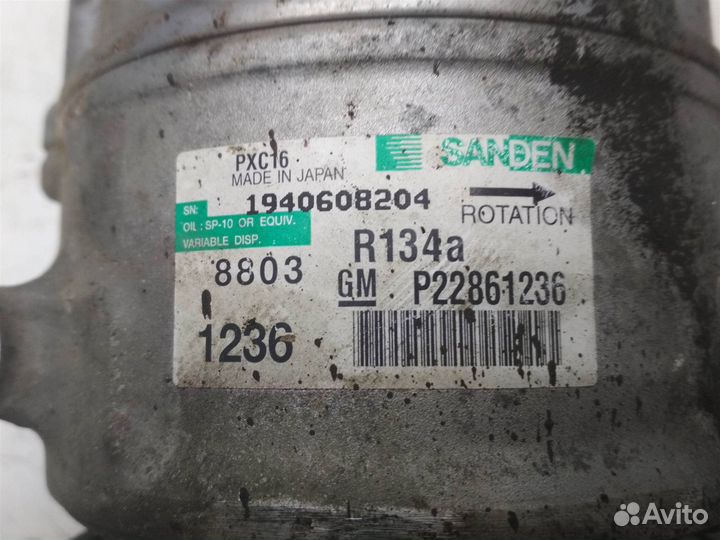 PXC16
SANDEN
MADE IN JAPAN
SN: 1940608204
ROTATION
OIL : SP-10 OR EQUIV.
VARIABLE DISP.
R134a
8803
GM P22861236
1236
Avito